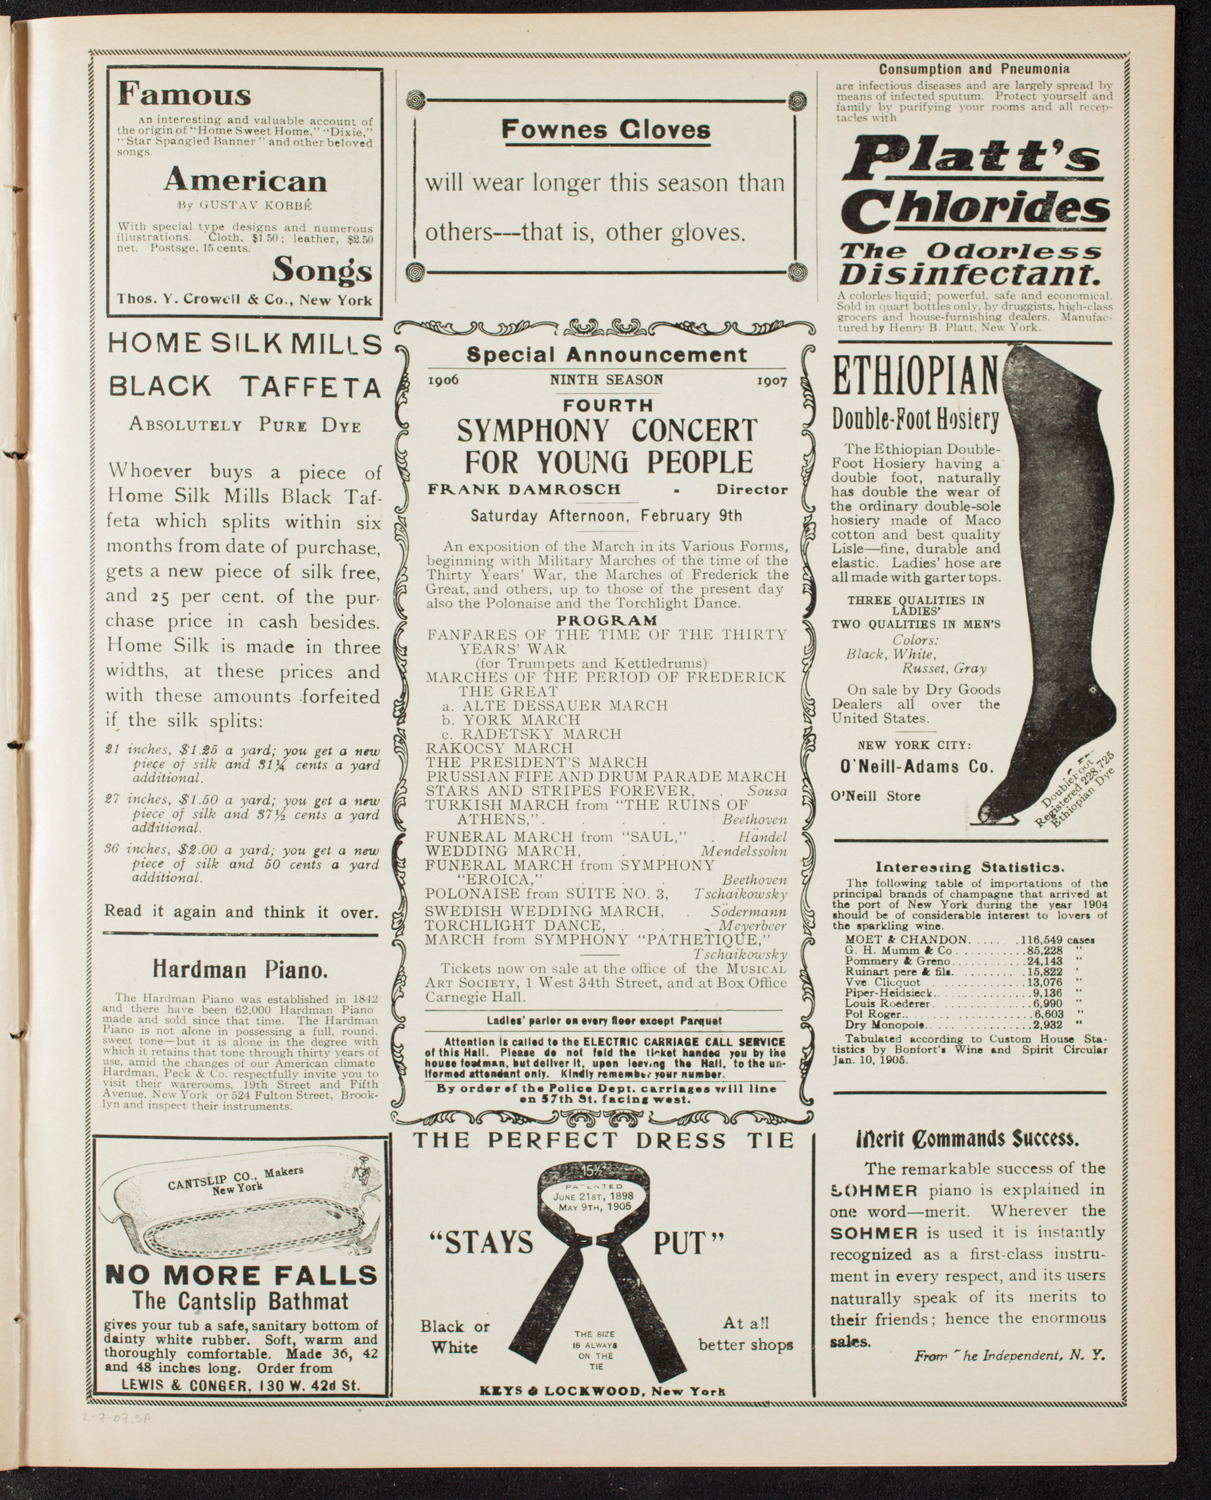 Famous
An interesting and valuable account of
the origin of "Home Sweet Home," "Dixie,"
"Star Spangled Banner" and other beloved
songs.
American
By GUSTAV KOBBÉ
With special type designs and numerous
illustrations. Cloth, $1 50; leather, $2.50
net. Postage, 15 cents.
Songs
Thos. Y. Crowell & Co., New York
HOME SILK MILLS
BLACK TAFFETA
ABSOLUTELY PURE DYE
Whoever buys a piece of
Home Silk Mills Black Taf-
feta which splits within six
months from date of purchase,
gets a new piece of silk free,
and 25 per cent. of the pur-
chase price in cash besides.
Home Silk is made in three
widths, at these prices and
with these amounts forfeited
if the silk splits:
21 inches, $1.25 a yard; you get a new
piece of silk and 31¼ cents a yard
additional.
27 inches, $1.50 a yard; you get a new
piece of silk and 37½ cents a yard
additional.
36 inches, $2.00 a yard; you get a new
piece of silk and 50 cents a yard
additional.
Read it again and think it over.
Hardman Piano.
The Hardman Piano was established in 1842
and there have been 62,000 Hardman Piano
made and sold since that time. The Hardman
Piano is not alone in possessing a full, round,
sweet tone—but it is alone in the degree with
which it retains that tone through thirty years of
use, amid the changes of our American climate
Hardman, Peck & Co. respectfully invite you to
visit their warerooms, 19th Street and Fifth
Avenue, New York or 524 Fulton Street, Brook-
lyn and inspect their instruments.
CANTSLIP CO., Makers
New York
NO MORE FALLS
The Cantslip Bathmat
gives your tub a safe, sanitary bottom of
dainty white rubber. Soft, warm and
thoroughly comfortable. Made 36, 42
and 48 inches long. Order from
LEWIS & CONGER, 130 W. 42d St.
Fownes Gloves
will wear longer this season than
others---that is, other gloves.
Special Announcement
1906 NINTH SEASON 1907
FOURTH
SYMPHONY CONCERT
FOR YOUNG PEOPLE
FRANK DAMROSCH - Director
Saturday Afternoon, February 9th
An exposition of the March in its Various Forms,
beginning with Military Marches of the time of the
Thirty Years' War, the Marches of Frederick the
Great, and others, up to those of the present day
also the Polonaise and the Torchlight Dance.
PROGRAM
FANFARES OF THE TIME OF THE THIRTY
YEARS' WAR
(for Trumpets and Kettledrums)
MARCHES OF THE PERIOD OF FREDERICK
THE GREAT
a. ALTE DESSAUER MARCH
b. YORK MARCH
c. RADETSKY MARCH
RAKOCSY MARCH
THE PRESIDENT'S MARCH
PRUSSIAN FIFE AND DRUM PARADE MARCH
STARS AND STRIPES FOREVER, . Sousa
TURKISH MARCH from "THE RUINS OF
ATHENS," . . . . Beethoven
FUNERAL MARCH from "SAUL," Händel
WEDDING MARCH, . . Mendelssohn
FUNERAL MARCH from SYMPHONY
"EROICA," . . . Beethoven
POLONAISE from SUITE NO. 3, Tschaikowsky
SWEDISH WEDDING MARCH, . Södermann
TORCHLIGHT DANCE, . . . Meyerbeer
MARCH from SYMPHONY "PATHETIQUE,"
Tschaikowsky
Tickets now on sale at the office of the MUSICAL
ART SOCIETY, 1 West 34th Street, and at Box Office
Carnegie Hall.
Ladies' parlor on every floor except Parquet
Attention is called to the ELECTRIC CARRIAGE CALL SERVICE
of this Hall. Please do not fold the ticket handed you by the
house footman, but deliver it, upon leaving the Hall, to the un-
iformed attendant only. Kindly remember your number.
By order of the Police Dept. carriages will line
on 57th St. facing west.
THE PERFECT DRESS TIE
15½
PATENTED
JUNE 21ST, 1898
MAY 9TH, 1905
"STAYS PUT"
Black or
White
THE SIZE
IS ALWAYS
ON THE
TIE
At all
better shops
KEYS & LOCKWOOD, New York
Consumption and Pneumonia
are infectious diseases and are largely spread by
means of infected sputum. Protect yourself and
family by purifying your rooms and all recep-
tacles with
Platt's
Chlorides
The Odorless
Disinfectant.
A colorles liquid; powerful, safe and economical.
Sold in quart bottles only, by druggists, high-class
grocers and house-furnishing dealers. Manufac-
tured by Henry B. Platt, New York.
ETHIOPIAN
Double-Foot Hosiery
The Ethiopian Double-
Foot Hosiery having a
double foot, naturally
has double the wear of
the ordinary double-sole
hosiery made of Maco
cotton and best quality
Lisle—fine, durable and
elastic. Ladies' hose are
all made with garter tops.
THREE QUALITIES IN
LADIES'
TWO QUALITIES IN MEN'S
Colors:
Black, White,
Russet, Gray
On sale by Dry Goods
Dealers all over the
United States.
NEW YORK CITY:
O'Neill-Adams Co.
O'Neill Store
Double Foot
Registered 228,725
Ethiopian Dye
Interesting Statistics.
The following table of importations of the
principal brands of champagne that arrived at
the port of New York during the year 1904
should be of considerable interest to lovers of
the sparkling wine.
MOET & CHANDON. . . . . . 116,549 cases
G. H. Mumm & Co. . . . . . . . . 85,228 "
Pommery & Greno. . . . . . . . . 24,143 "
Ruinart pere & fils. . . . . . . . . 15,822 '
Vve. Clicquot . . . . . . . . . . . . 13,076 "
Piper-Heidsieck. . . . . . . . . . . . 9,136 "
Louis Roederer. . . . . . . . . . . . 6,990 "
Pol Roger. . . . . . . . . . . . . . . . 6,603 "
Dry Monopole. . . . . . . . . . . . . 2,932 "
Tabulated according to Custom House Sta-
tistics by Bonfort's Wine and Spirit Circular
Jan. 10, 1905.
Merit Commands Success.
The remarkable success of the
SOHMER piano is explained in
one word—merit. Wherever the
SOHMER is used it is instantly
recognized as a first-class instru-
ment in every respect, and its users
naturally speak of its merits to
their friends; hence the enormous
sales.
From The Independent, N. Y.
2-7-07.5A